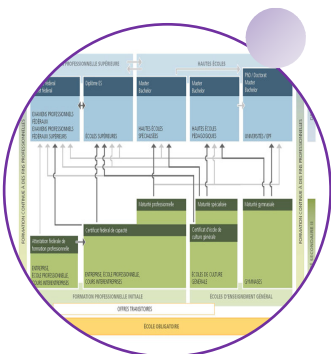 PROFESSIONNELLE SUPÉRIEURE
HAUTES ÉCOLES
Diplôme ES
Master
Bachelor
Master
Bachelor
PhD / Doctorat
Master
Bachelor
EXAMENS PROFESSIONNELS
FÉDÉRAUX
EXAMENS PROFESSIONNELS
FÉDÉRAUX SUPÉRIEURS
ÉCOLES SUPÉRIEURES
HAUTES ÉCOLES
SPÉCIALISÉES
HAUTES ÉCOLES
PÉDAGOGIQUES
UNIVERSITÉS / EPF
FORMATION CONTINUE À DES FINS PROFESSIONNELLES
FORMATION CONTINUE À DES FINS PROFESSIONNELLES
Maturité professionnelle
Maturité spécialisée
Maturité gymnasiale
Certificat fédéral de capacité
Certificat d'école de
culture générale
Attestation fédérale de
formation professionnelle
ENTREPRISE,
ÉCOLE PROFESSIONNELLE,
COURS INTERENTREPRISES
ENTREPRISE, ÉCOLE PROFESSIONNELLE,
COURS INTERENTREPRISES
ÉCOLES DE CULTURE
GÉNÉRALE
GYMNASES
FORMATION PROFESSIONNELLE INITIALE
ÉCOLES D'ENSEIGNEMENT GÉNÉRAL
OFFRES TRANSITOIRES
ÉCOLE OBLIGATOIRE